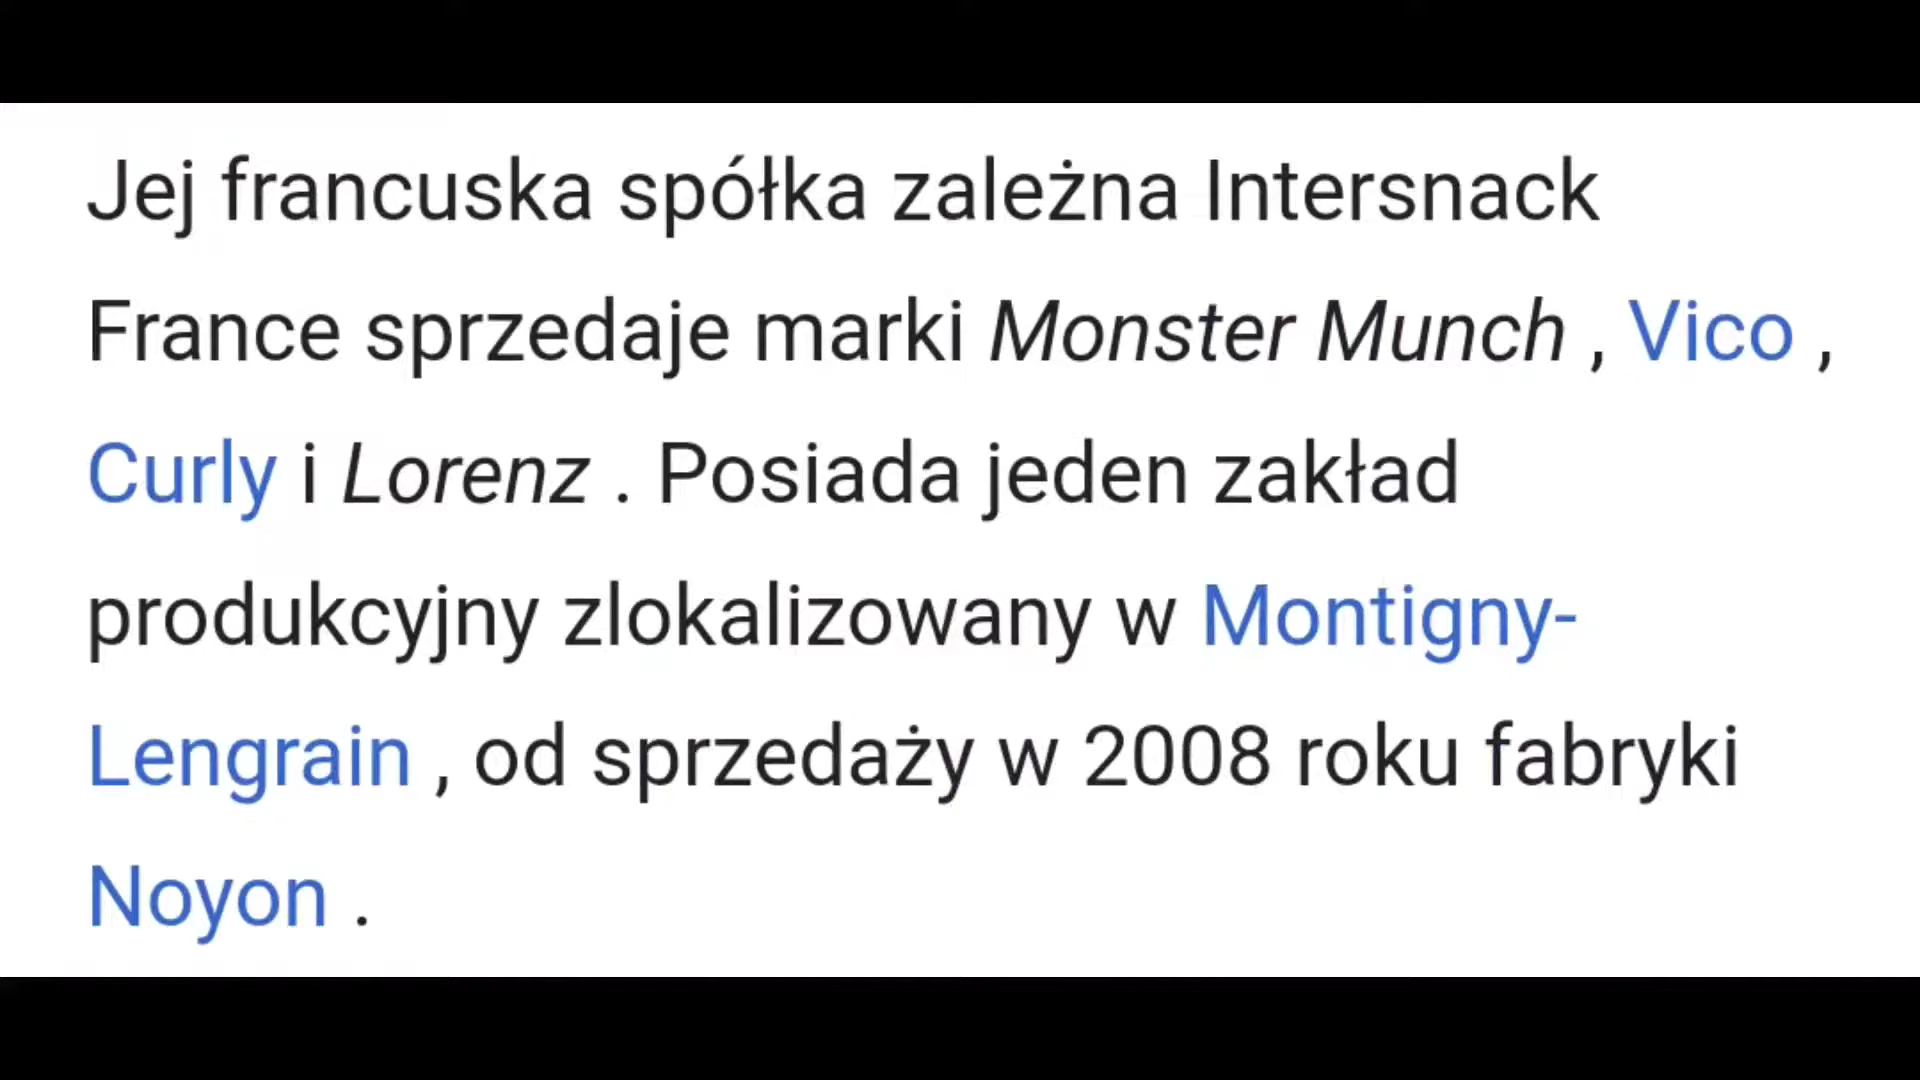 Jej francuska spółka zależna Intersnack
France sprzedaje marki Monster Munch , Vico ,
Curly i Lorenz . Posiada jeden zakład
produkcyjny zlokalizowany w Montigny-
Lengrain , od sprzedaży w 2008 roku fabryki
Noyon .